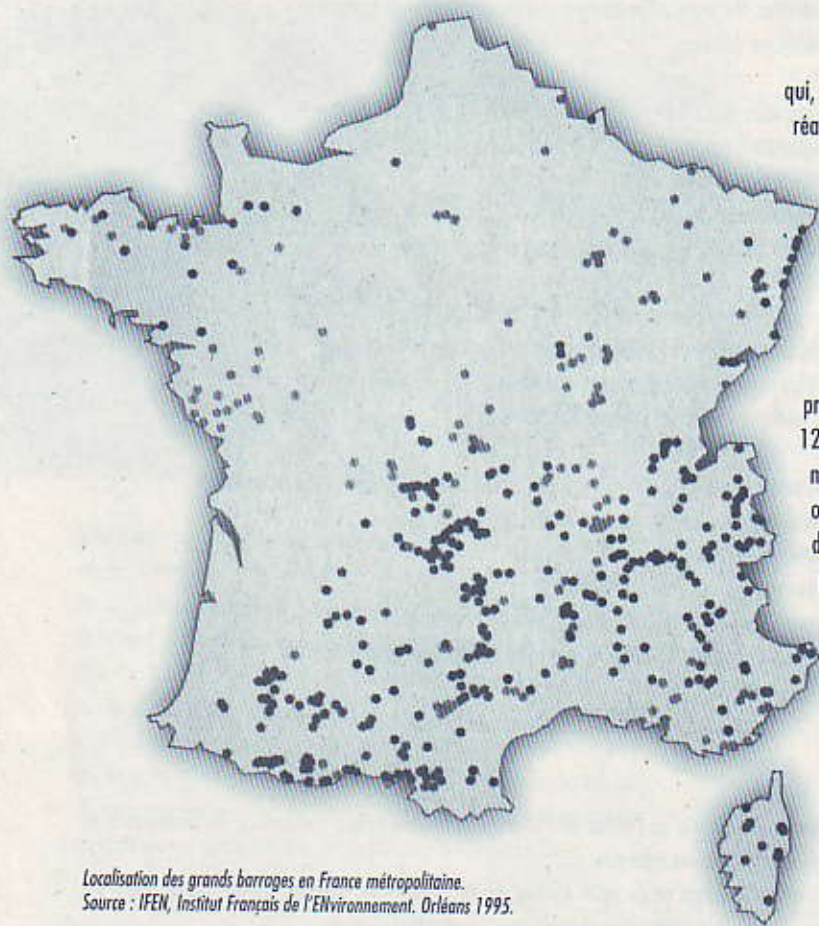 qui,
réa
pr
12
n
o
d
Localisation des grands barrages en France métropolitaine.
Source : IFEN, Institut Français de l'ENvironnement. Orléans 1995.